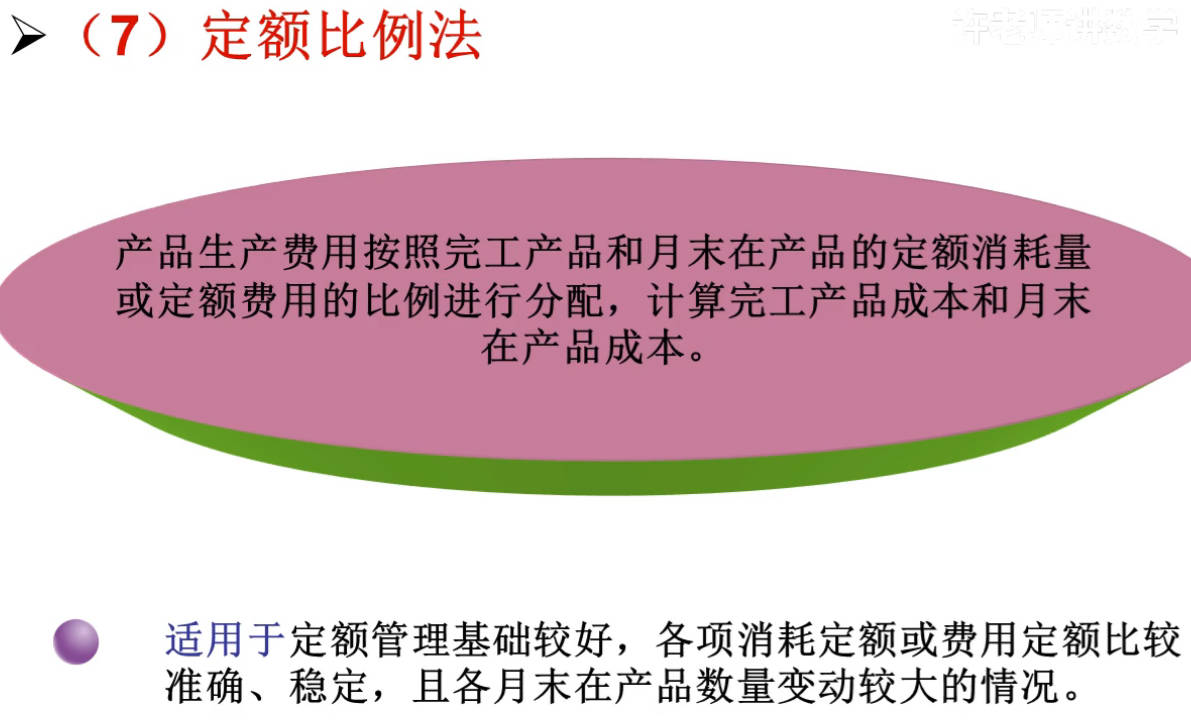 （7）定额比例法
产品生产费用按照完工产品和月末在产品的定额消耗量
或定额费用的比例进行分配，计算完工产品成本和月末
在产品成本。
适用于定额管理基础较好，各项消耗定额或费用定额比较
准确、稳定，且各月末在产品数量变动较大的情况。